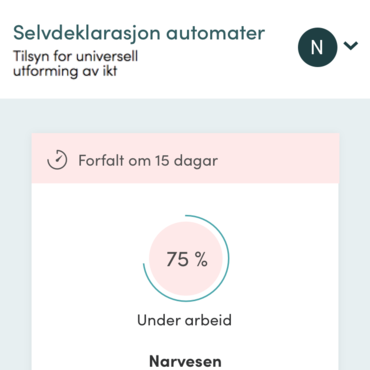 Selvdeklarasjon automater
Tilsyn for universell
utforming av ikt
N
Forfalt om 15 dagar
75 %
Under arbeid
Narvesen